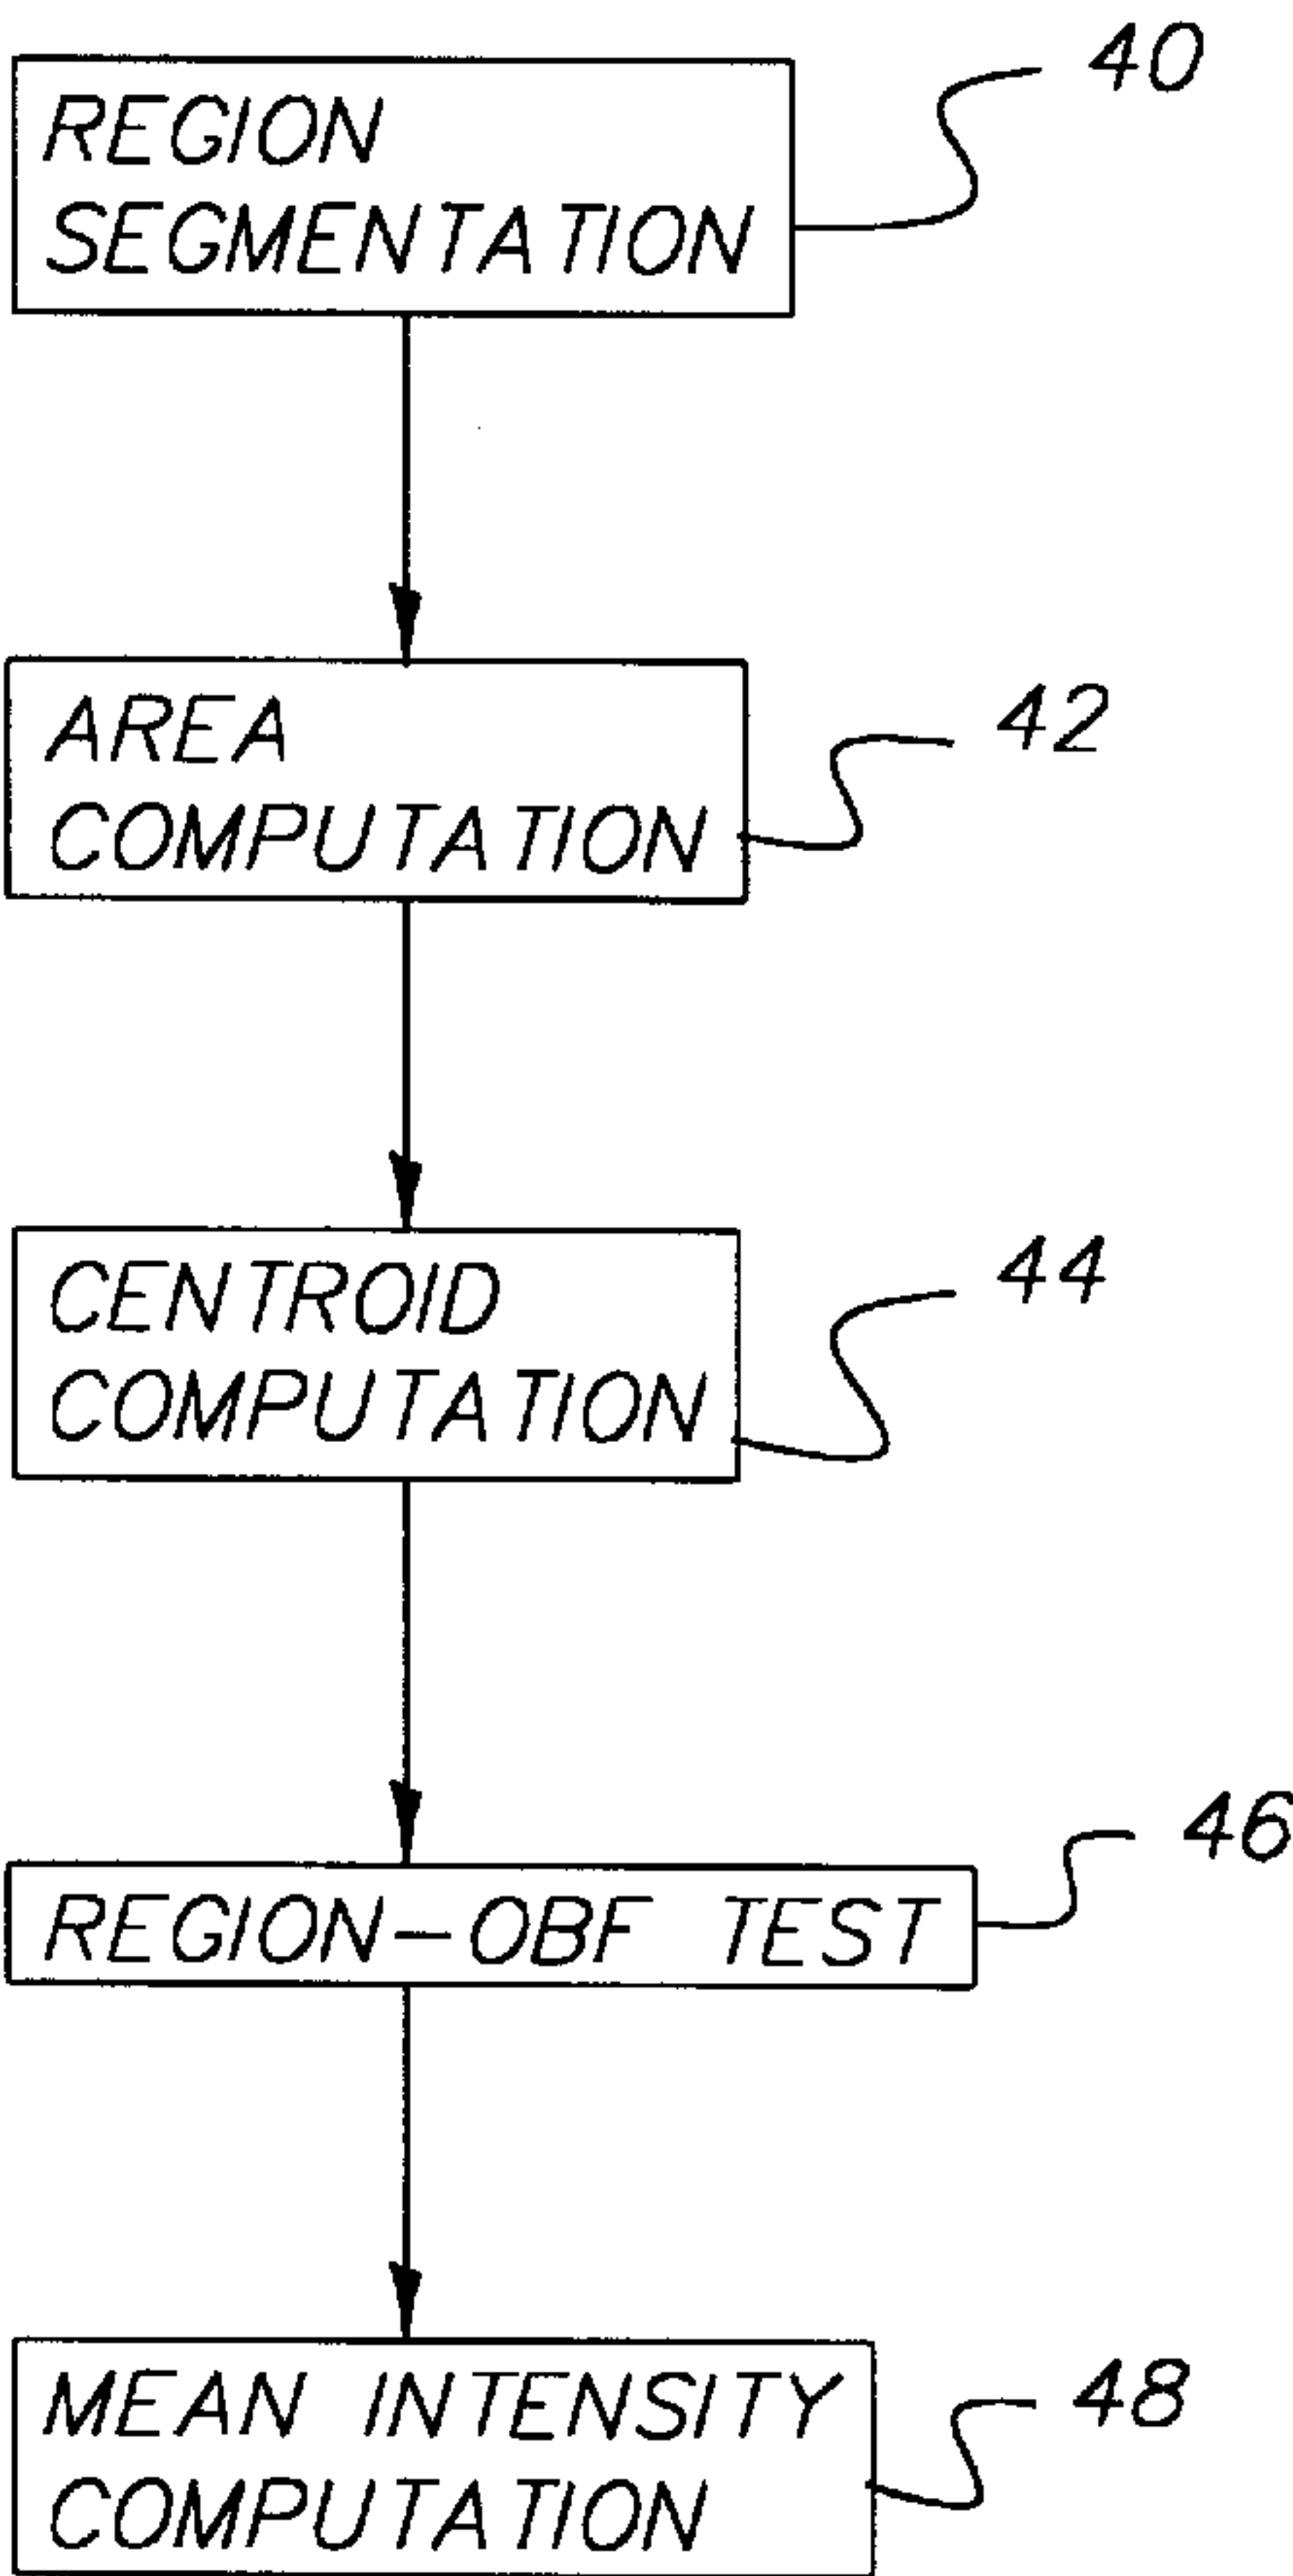 40
REGION
SEGMENTATION
42
AREA
COMPUTATION
44
CENTROID
COMPUTATION
46
REGION-OBF TEST
48
MEAN INTENSITY
COMPUTATION